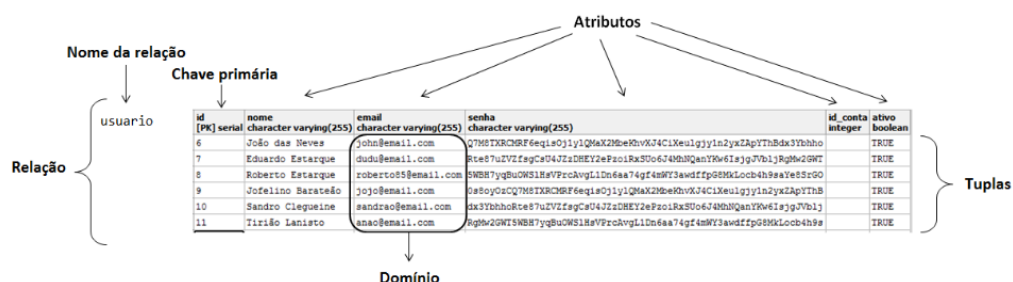 Atributos
Nome da relação
Chave primária
usuario
id nome email senha id_conta ativo
[PK] serial character varying(255) character varying(255) character varying(255) integer boolean
6 João das Neves john@email.com TRUE
7 Eduardo Estarque dudu@email.com TRUE
8 Roberto Estarque roberto85@email.com TRUE
9 Jofelino Barateão jojo@email.com TRUE
10 Sandro Clegueine sandrao@email.com TRUE
11 Tirião Lanisto anao@email.com TRUE
Relação
Tuplas
Domínio